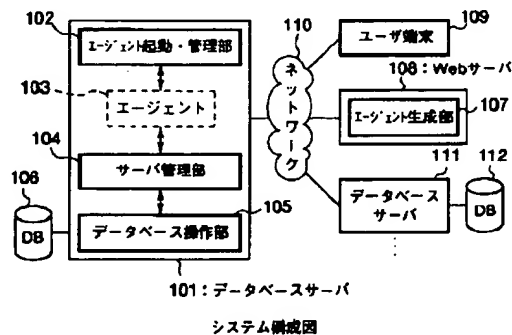 102
エージェント起動・管理部
103
エージェント
104
サーバ管理部
106
DB
データベース操作部
105
101：データベースサーバ
110
ネットワーク
109
ユーザ端末
108：Webサーバ
エージェント生成部
107
111
データベース
サーバ
112
DB
システム構成図